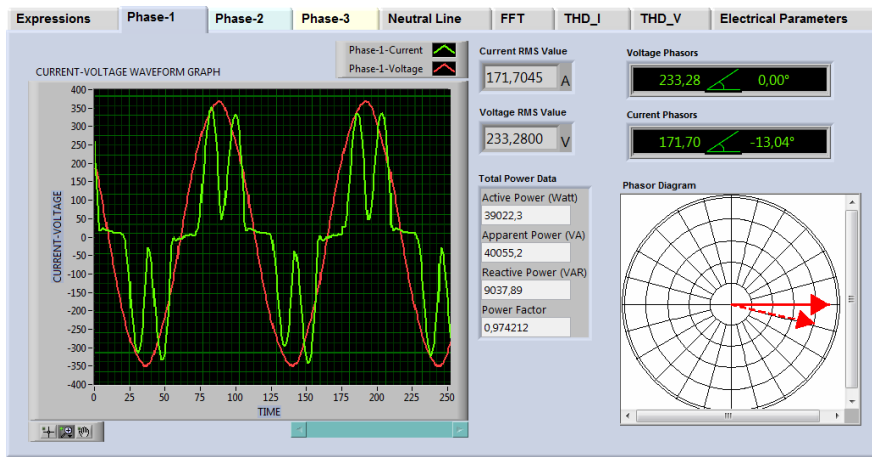 Expressions Phase-1 Phase-2 Phase-3 Neutral Line FFT THD_I THD_V Electrical Parameters
CURRENT-VOLTAGE WAVEFORM GRAPH
Phase-1-Current
Phase-1-Voltage
CURRENT-VOLTAGE
400
350
300
250
200
150
100
50
0
-50
-100
-150
-200
-250
-300
-350
-400
0 25 50 75 100 125 150 175 200 225 250
TIME
Current RMS Value
171,7045 A
Voltage RMS Value
233,2800 V
Total Power Data
Active Power (Watt)
39022,3
Apparent Power (VA)
40055,2
Reactive Power (VAR)
9037,89
Power Factor
0,974212
Voltage Phasors
233,28 0,00°
Current Phasors
171,70 -13,04°
Phasor Diagram